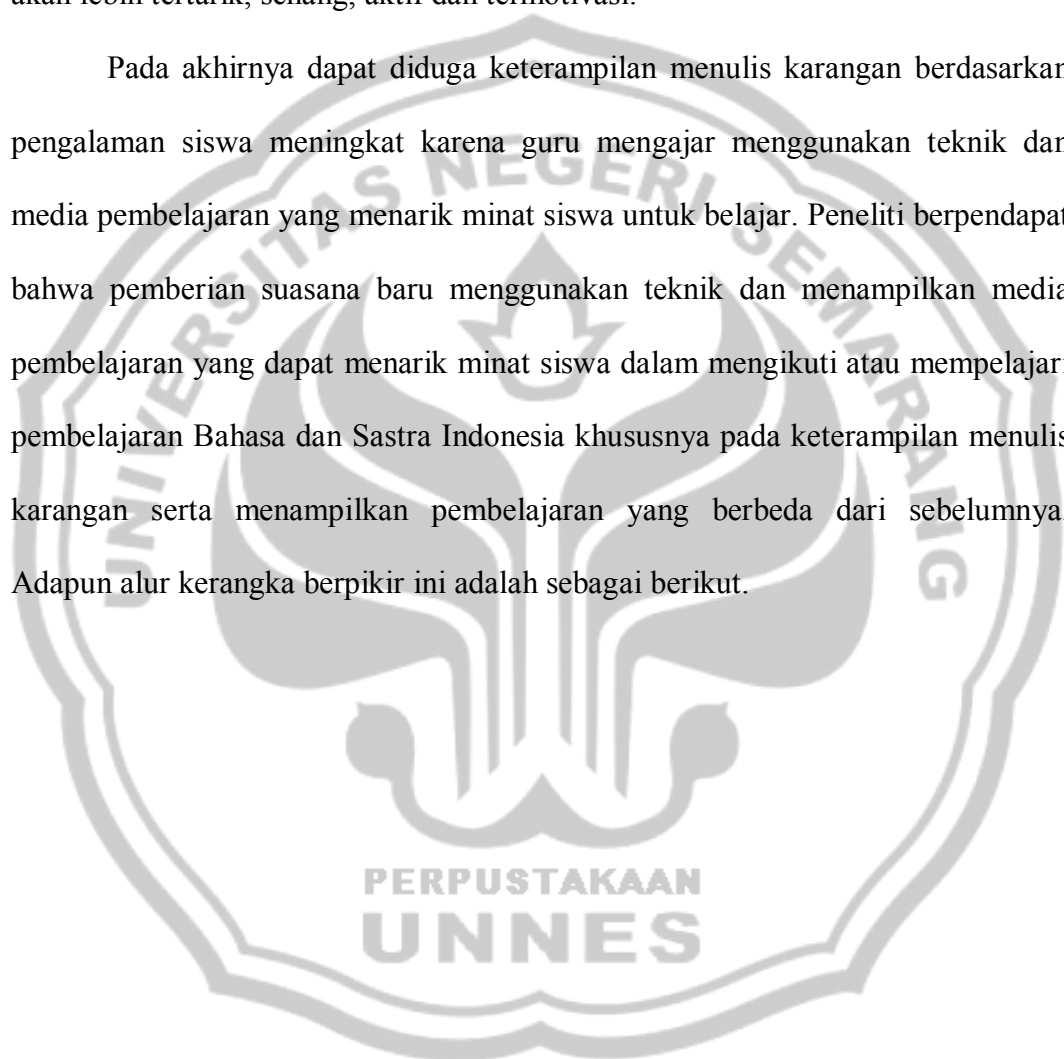 akan lebih tertarik, senang, aktif dan termotivasi.
Pada akhirnya dapat diduga keterampilan menulis karangan berdasarkan
pengalaman siswa meningkat karena guru mengajar menggunakan teknik dan
media pembelajaran yang menarik minat siswa untuk belajar. Peneliti berpendapat
bahwa pemberian suasana baru menggunakan teknik dan menampilkan media
pembelajaran yang dapat menarik minat siswa dalam mengikuti atau mempelajari
pembelajaran Bahasa dan Sastra Indonesia khususnya pada keterampilan menulis
karangan serta menampilkan pembelajaran yang berbeda dari sebelumnya.
Adapun alur kerangka berpikir ini adalah sebagai berikut.
UNIVERSITAS NEGERI SEMARANG
PERPUSTAKAAN
UNNES